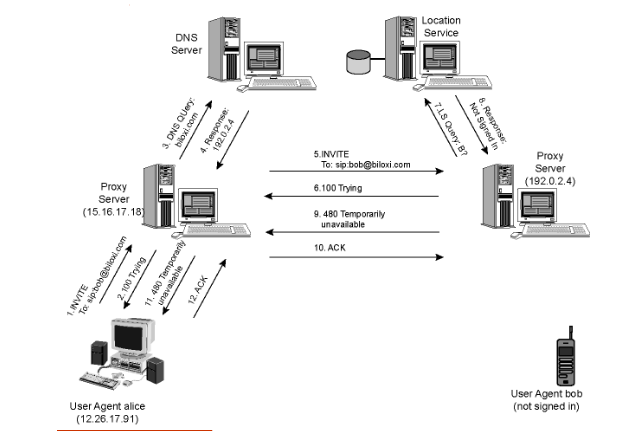 DNS
Server
Location
Service
3. DNS QUery:
biloxi.com
4. Response:
192.0.2.4
7.LS Query: B?
8. Response:
Not Signed In
5.INVITE
To: sip:bob@biloxi.com
6.100 Trying
9. 480 Temporarily
unavailable
10. ACK
Proxy
Server
(15.16.17.18)
Proxy
Server
(192.0.2.4)
1.INVITE
To: sip:bob@biloxi.com
2.100 Trying
11. 480 Temporarily
unavailable
12. ACK
User Agent alice
(12.26.17.91)
User Agent bob
(not signed in)